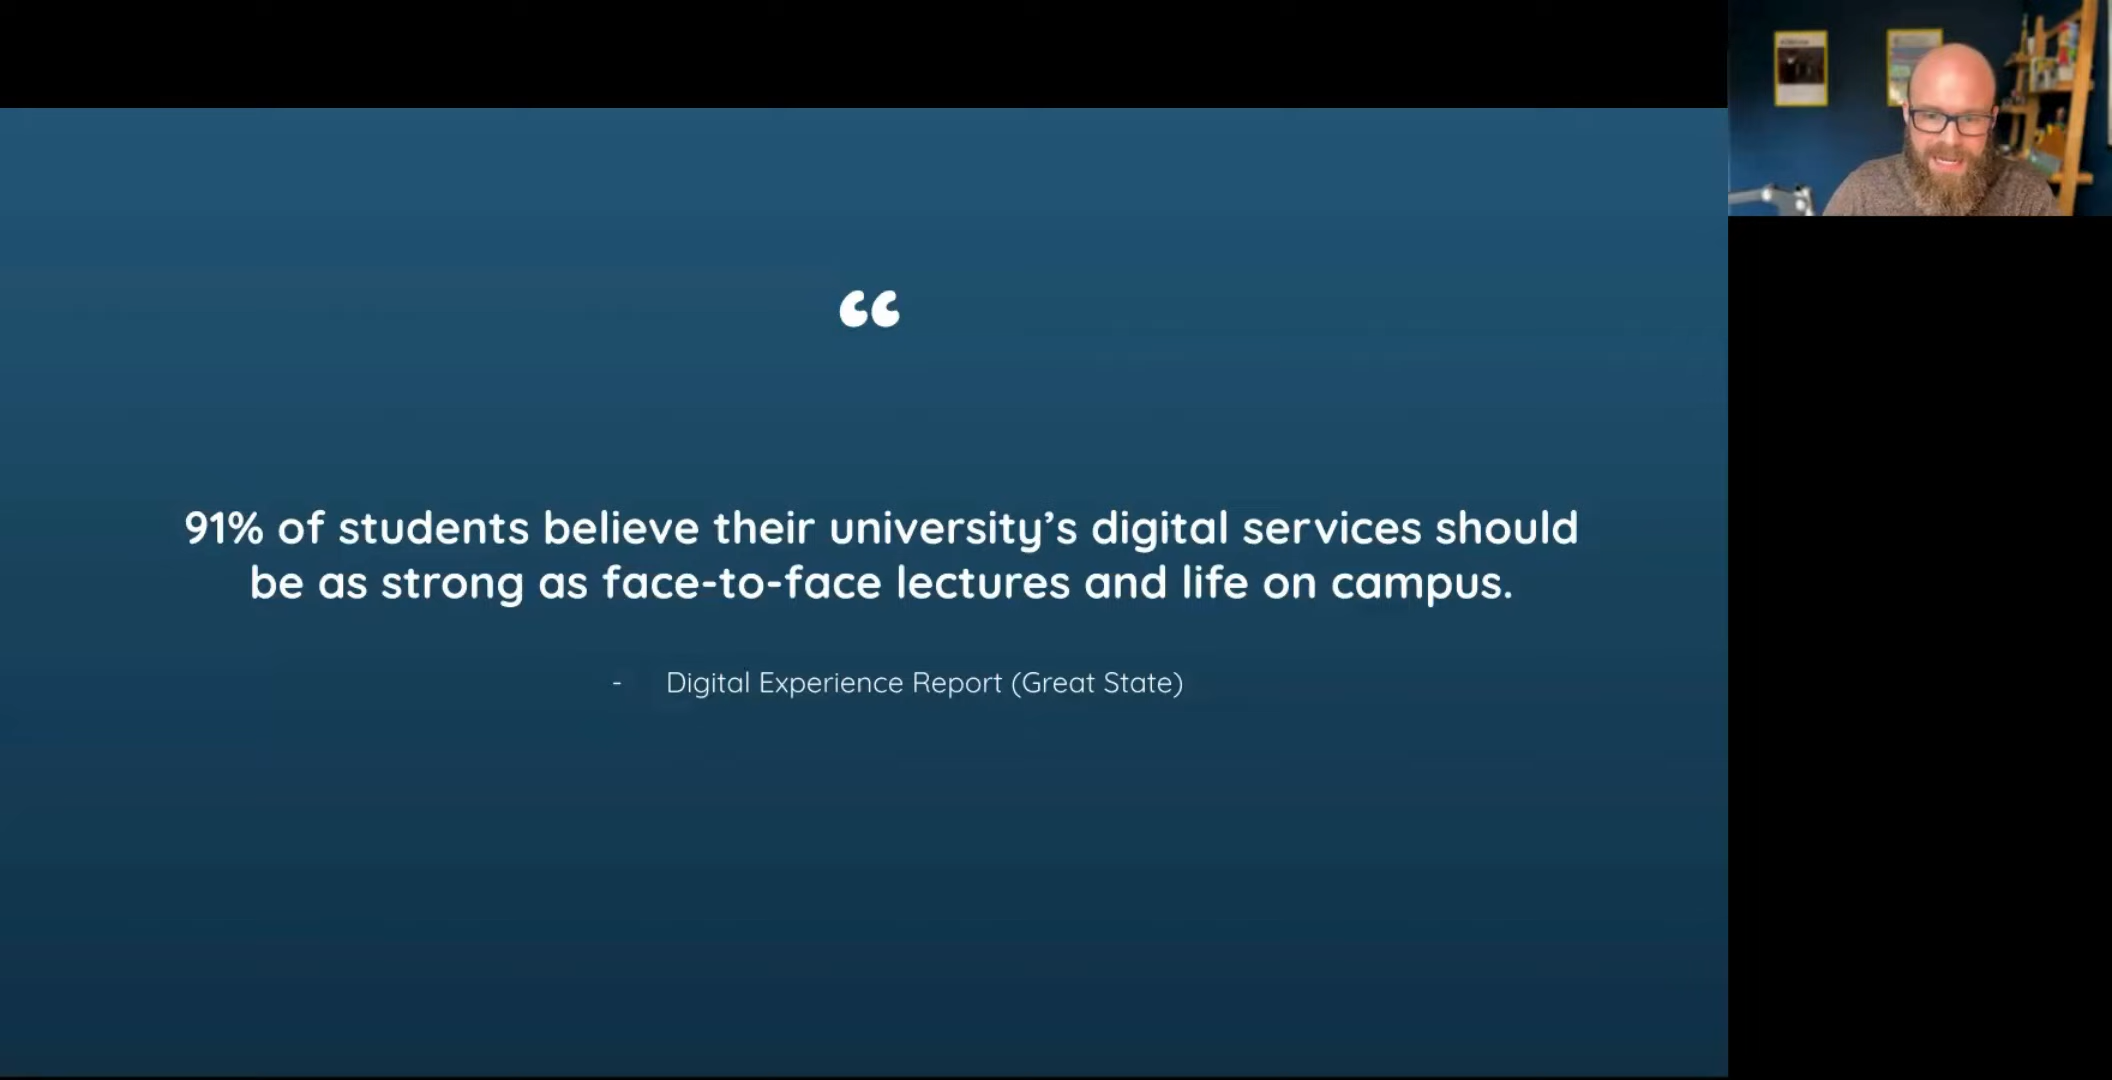 “
91% of students believe their university’s digital services should
be as strong as face-to-face lectures and life on campus.
- Digital Experience Report (Great State)